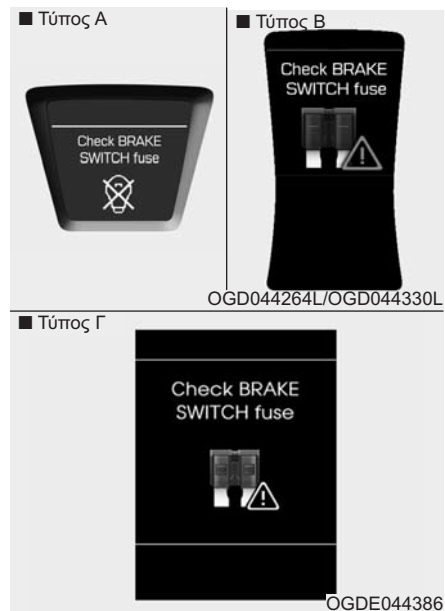 ■ Τύπος A
Check BRAKE
SWITCH fuse
■ Τύπος B
Check BRAKE
SWITCH fuse
OGD044264L/OGD044330L
■ Τύπος Γ
Check BRAKE
SWITCH fuse
OGDE044386